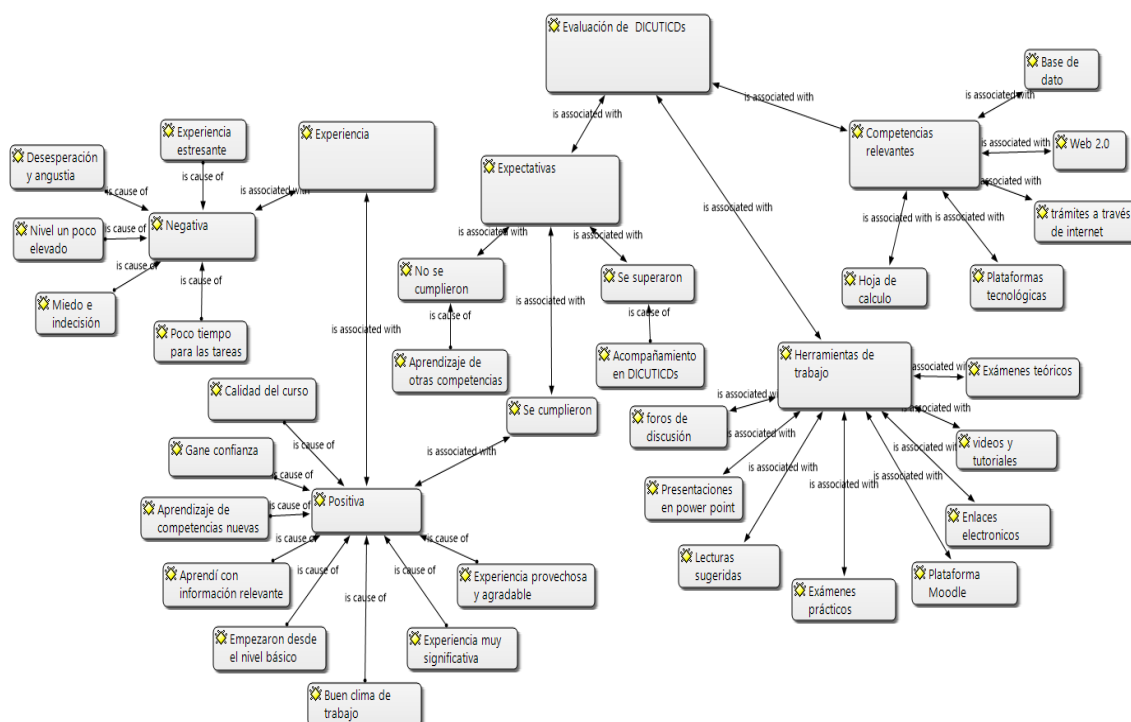 Evaluación de DICUTICDs
is associated with
is associated with
is associated with
Base de
dato
is associated with
Competencias
relevantes
is associated with
Web 2.0
is associated with
trámites a través
de internet
is associated with
Plataformas
tecnológicas
is associated with
Hoja de
calculo
Experiencia
estresante
is cause of
Desesperación
y angustia
is cause of
Experiencia
is associated with
Negativa
Nivel un poco
elevado
is cause of
is cause of
Miedo e
indecisión
is cause of
Poco tiempo
para las tareas
Expectativas
is associated with
is associated with
No se
cumplieron
Se superaron
is cause of
is cause of
is associated with
Aprendizaje de
otras competencias
Acompañamiento
en DICUTICDs
Se cumplieron
is associated with
is associated with
Herramientas de
trabajo
associated
Exámenes teóricos
is associated with
foros de
discusión
is associated with
videos y
tutoriales
is associated with
Presentaciones
en power point
is associated with
Lecturas
sugeridas
is associated with
Exámenes
prácticos
is associated with
Plataforma
Moodle
is associated with
Enlaces
electronicos
Calidad del curso
is cause of
Gane confianza
is cause of
Positiva
Aprendizaje de
competencias nuevas
is cause of
Aprendí con
información relevante
is cause of
Empezaron desde
el nivel básico
is cause of
Buen clima de
trabajo
is cause of
Experiencia muy
significativa
is cause of
Experiencia provechosa
y agradable
is cause of